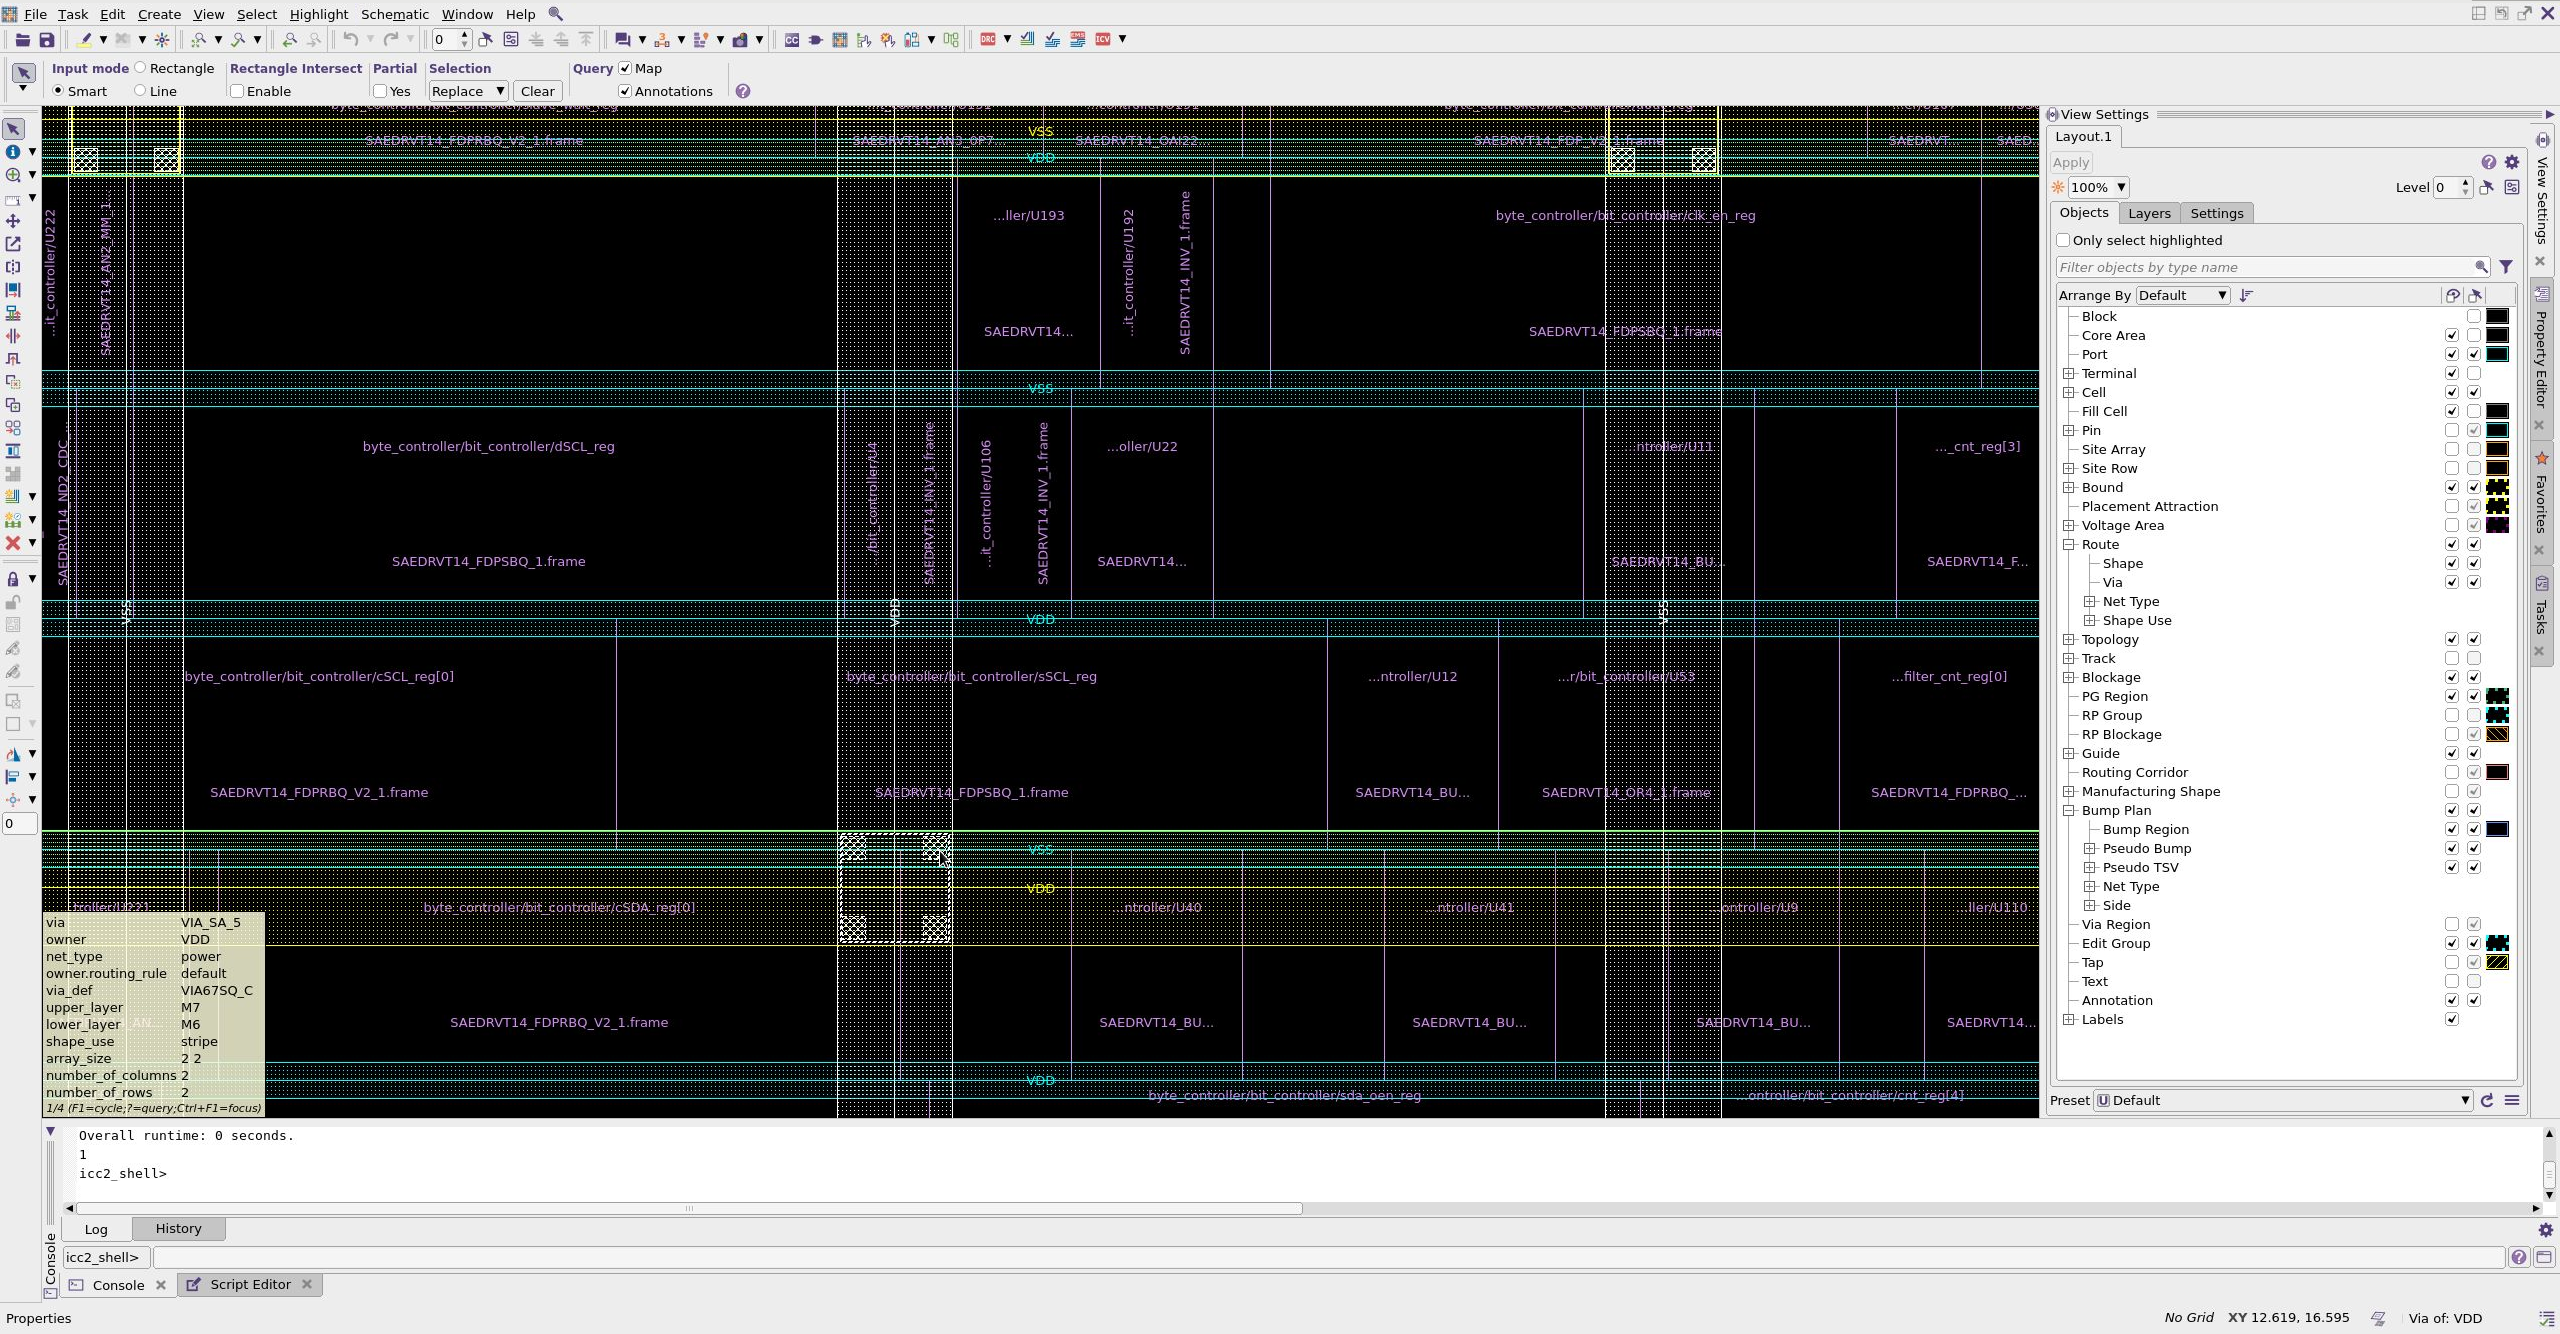 File Task Edit Create View Select Highlight Schematic Window Help
0
DRC ICV
Input mode Rectangle Rectangle Intersect Partial Selection Query Map
Smart Line Enable Yes Replace Clear Annotations
SAEDRVT14_FDPRBQ_V2_1.frame SAEDRVT14_AN3_0P7... VSS SAEDRVT14_OAI22... SAEDRVT14_FDP_V2_1.frame SAEDRVT... SAED...
VDD
...it_controller/U222 SAEDRVT14_AN2_MM_1... ...ller/U193 ...it_controller/U192 SAEDRVT14_INV_1.frame byte_controller/bit_controller/clk_en_reg
SAEDRVT14... SAEDRVT14_FDPSBQ_1.frame
VSS
SAEDRVT14_ND2_CDC_... byte_controller/bit_controller/dSCL_reg .../bit_controller/U4 SAEDRVT14_INV_1.frame ...it_controller/U106 SAEDRVT14_INV_1.frame ...oller/U22 ntroller/U11 ..._cnt_reg[3]
SAEDRVT14_FDPSBQ_1.frame SAEDRVT14... SAEDRVT14_BU... SAEDRVT14_F...
VSS VDD VDD VSS
byte_controller/bit_controller/cSCL_reg[0] byte_controller/bit_controller/sSCL_reg ...ntroller/U12 ...r/bit_controller/U53 ...filter_cnt_reg[0]
SAEDRVT14_FDPRBQ_V2_1.frame SAEDRVT14_FDPSBQ_1.frame SAEDRVT14_BU... SAEDRVT14_OR4_1.frame SAEDRVT14_FDPRBQ_...
VSS
VDD
troller/U221 byte_controller/bit_controller/cSDA_reg[0] ...ntroller/U40 ...ntroller/U41 ...ontroller/U9 ...ller/U110
SAEDRVT14_FDPRBQ_V2_1.frame SAEDRVT14_BU... SAEDRVT14_BU... SAEDRVT14_BU... SAEDRVT14...
VDD
byte_controller/bit_controller/sda_oen_reg ...ontroller/bit_controller/cnt_reg[4]
via VIA_SA_5
owner VDD
net_type power
owner.routing_rule default
via_def VIA67SQ_C
upper_layer M7
lower_layer M6
shape_use stripe
array_size 2 2
number_of_columns 2
number_of_rows 2
1/4 (F1=cycle;?=query;Ctrl+F1=focus)
0
View Settings
Layout.1
Apply
100% Level 0
Objects Layers Settings
Only select highlighted
Filter objects by type name
Arrange By Default
Block
Core Area
Port
Terminal
Cell
Fill Cell
Pin
Site Array
Site Row
Bound
Placement Attraction
Voltage Area
Route
Shape
Via
Net Type
Shape Use
Topology
Track
Blockage
PG Region
RP Group
RP Blockage
Guide
Routing Corridor
Manufacturing Shape
Bump Plan
Bump Region
Pseudo Bump
Pseudo TSV
Net Type
Side
Via Region
Edit Group
Tap
Text
Annotation
Labels
Preset Default
View Settings
Property Editor
Favorites
Tasks
Overall runtime: 0 seconds.
1
icc2_shell>
Log History
Console
icc2_shell>
Console Script Editor
Properties No Grid XY 12.619, 16.595 Via of: VDD